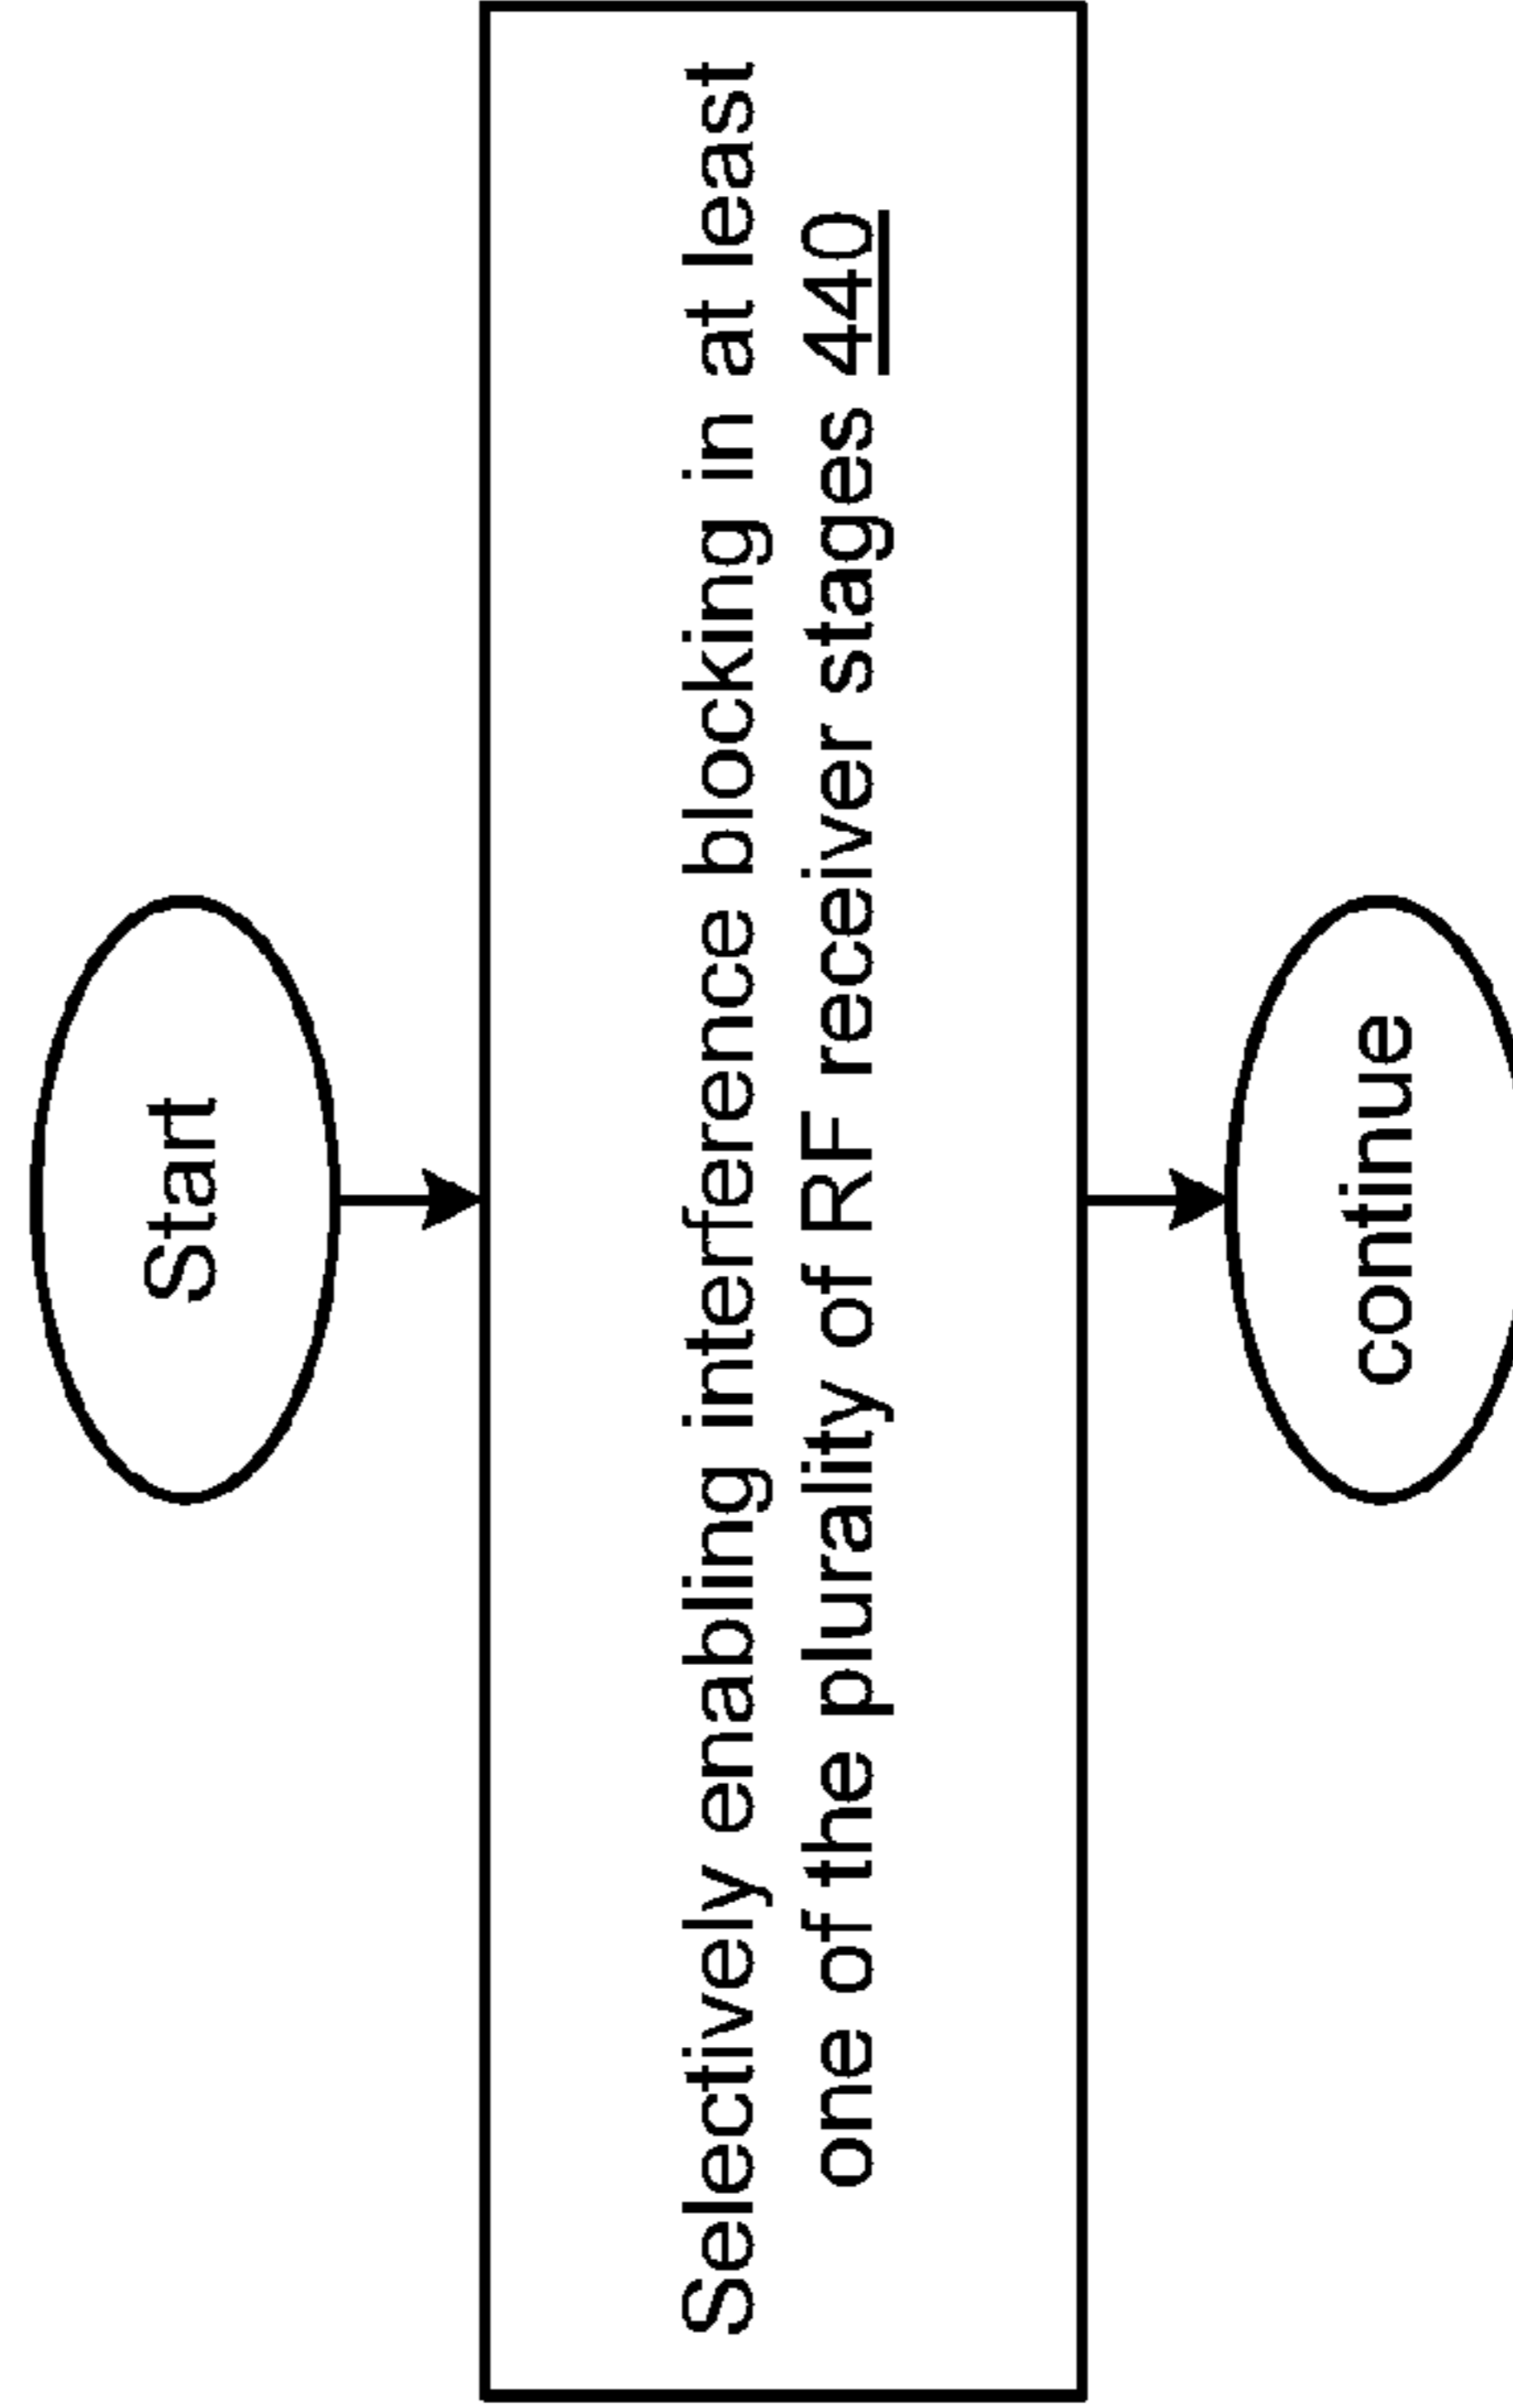 Start
Selectively enabling interference blocking in at least
one of the plurality of RF receiver stages 440
continue